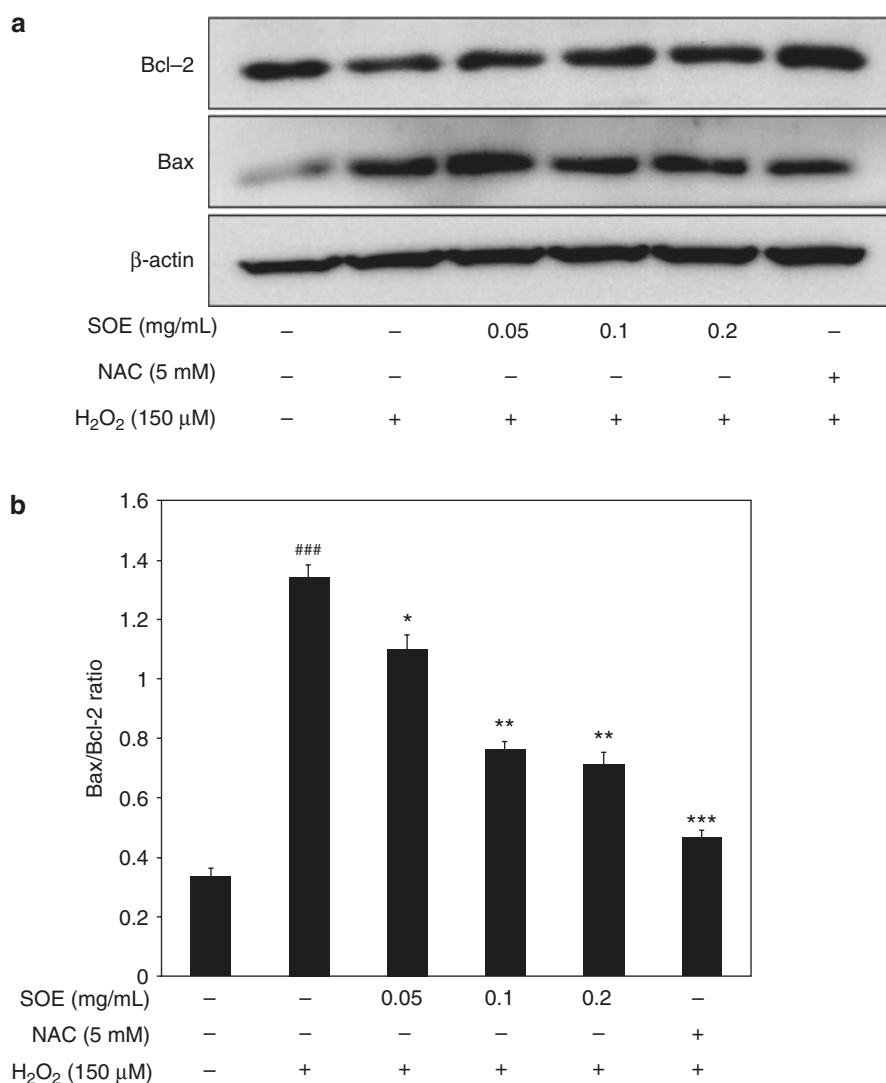 a
Bcl–2
Bax
β-actin
SOE (mg/mL) – – 0.05 0.1 0.2 –
NAC (5 mM) – – – – – +
H₂O₂ (150 μM) – + + + + +
b
1.6
1.4
1.2
1
0.8
0.6
0.4
0.2
0
Bax/Bcl-2 ratio
###
*
**
**
***
SOE (mg/mL) – – 0.05 0.1 0.2 –
NAC (5 mM) – – – – – +
H₂O₂ (150 μM) – + + + + +